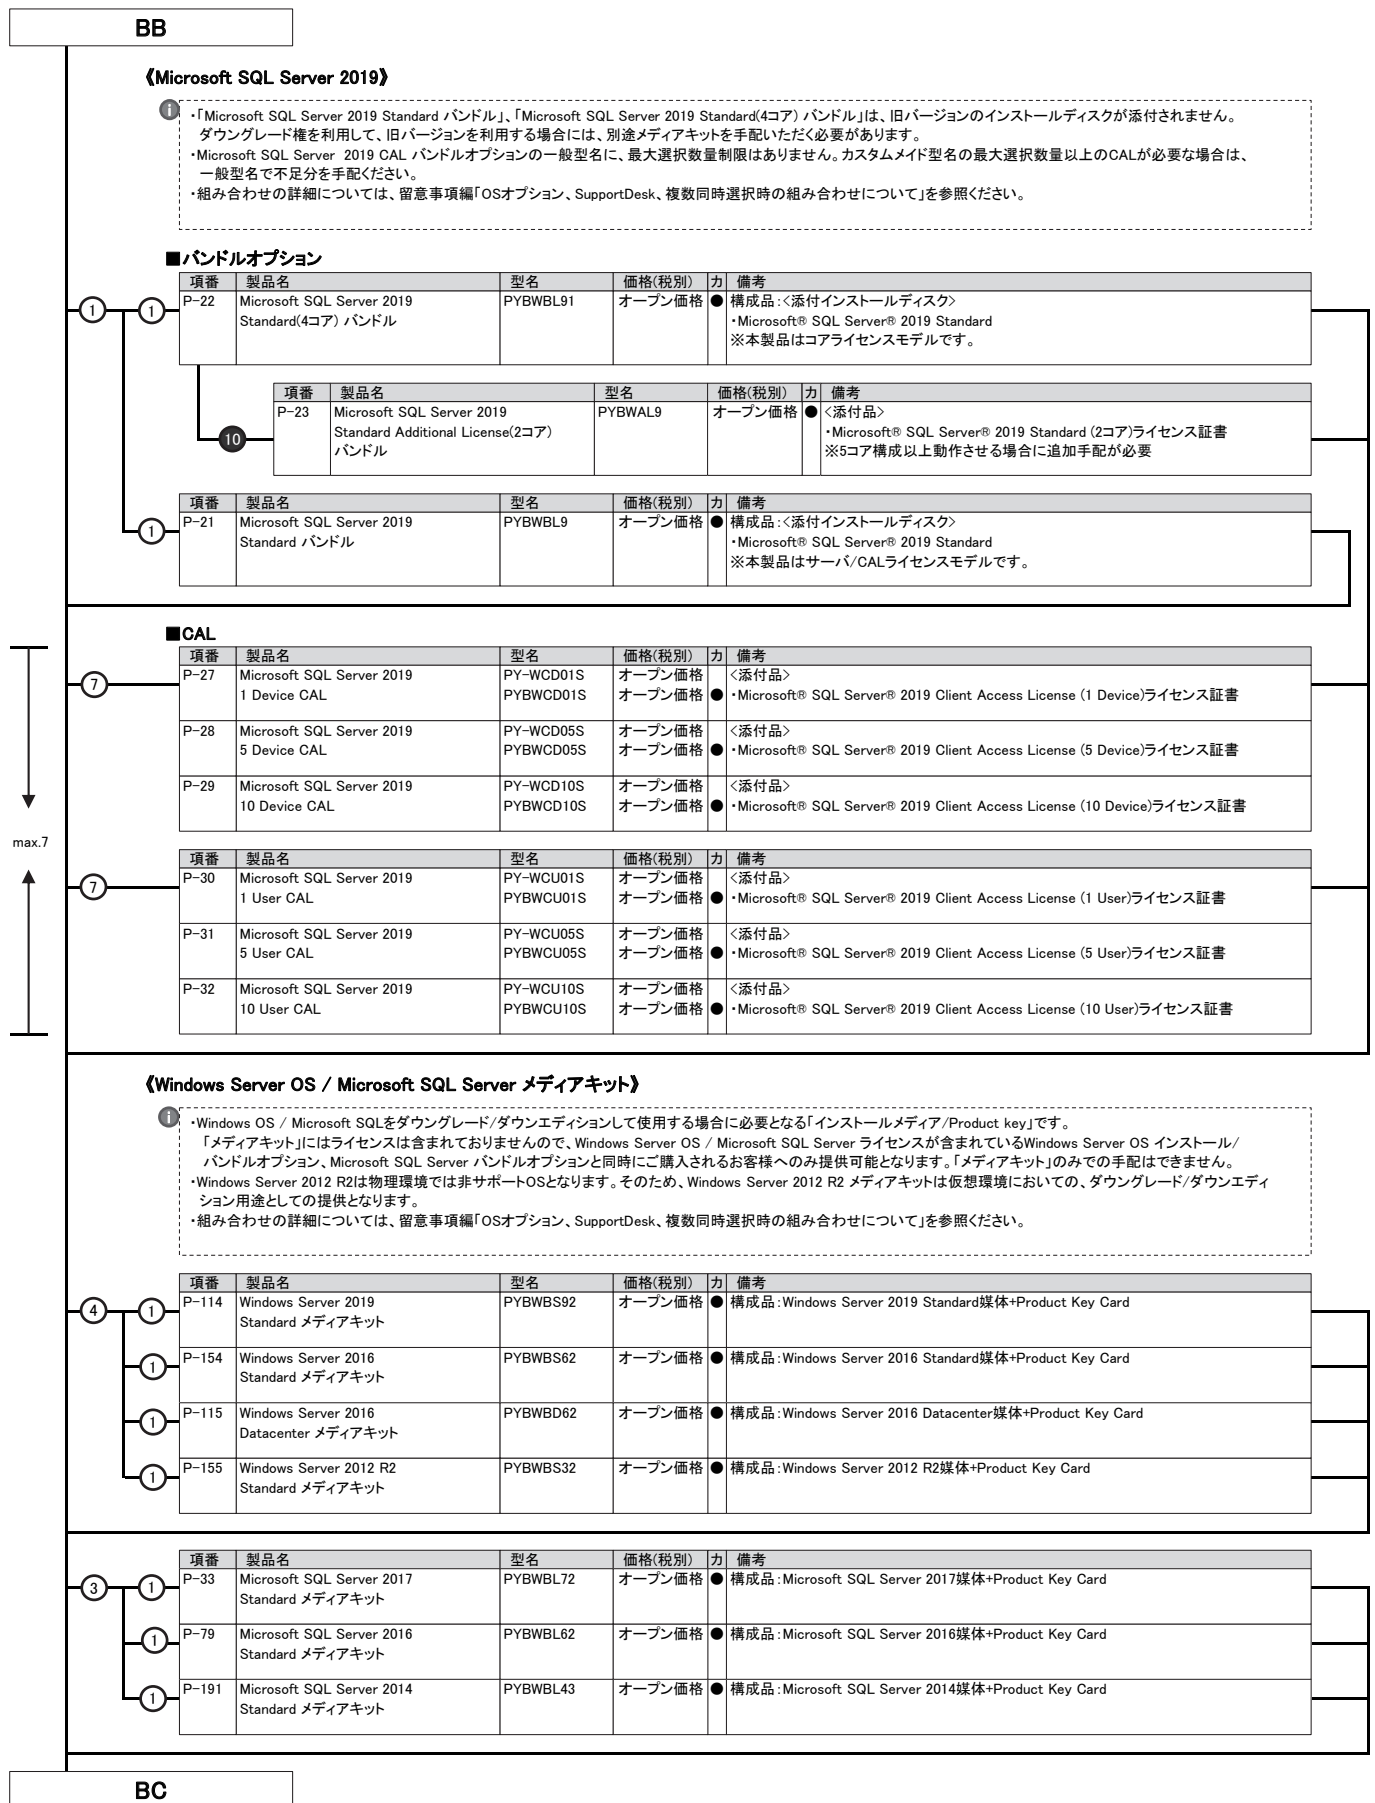 BB
《Microsoft SQL Server 2019》
・「Microsoft SQL Server 2019 Standard バンドル」、「Microsoft SQL Server 2019 Standard(4コア) バンドル」は、旧バージョンのインストールディスクが添付されません。
ダウングレード権を利用して、旧バージョンを利用する場合には、別途メディアキットを手配いただく必要があります。
・Microsoft SQL Server 2019 CAL バンドルオプションの一般型名に、最大選択数量制限はありません。カスタムメイド型名の最大選択数量以上のCALが必要な場合は、
一般型名で不足分を手配ください。
・組み合わせの詳細については、留意事項編「OSオプション、SupportDesk、複数同時選択時の組み合わせについて」を参照ください。
■バンドルオプション
項番 製品名 型名 価格(税別) カ 備考
1 1 P-22 Microsoft SQL Server 2019 PYBWBL91 オープン価格 ● 構成品:<添付インストールディスク>
Standard(4コア) バンドル ・Microsoft® SQL Server® 2019 Standard
※本製品はコアライセンスモデルです。
項番 製品名 型名 価格(税別) カ 備考
P-23 Microsoft SQL Server 2019 PYBWAL9 オープン価格 ● <添付品>
10 Standard Additional License(2コア) ・Microsoft® SQL Server® 2019 Standard (2コア)ライセンス証書
バンドル ※5コア構成以上動作させる場合に追加手配が必要
項番 製品名 型名 価格(税別) カ 備考
1 P-21 Microsoft SQL Server 2019 PYBWBL9 オープン価格 ● 構成品:<添付インストールディスク>
Standard バンドル ・Microsoft® SQL Server® 2019 Standard
※本製品はサーバ/CALライセンスモデルです。
■CAL
項番 製品名 型名 価格(税別) カ 備考
7 P-27 Microsoft SQL Server 2019 PY-WCD01S オープン価格 <添付品>
1 Device CAL PYBWCD01S オープン価格 ● ・Microsoft® SQL Server® 2019 Client Access License (1 Device)ライセンス証書
P-28 Microsoft SQL Server 2019 PY-WCD05S オープン価格 <添付品>
5 Device CAL PYBWCD05S オープン価格 ● ・Microsoft® SQL Server® 2019 Client Access License (5 Device)ライセンス証書
P-29 Microsoft SQL Server 2019 PY-WCD10S オープン価格 <添付品>
10 Device CAL PYBWCD10S オープン価格 ● ・Microsoft® SQL Server® 2019 Client Access License (10 Device)ライセンス証書
max.7
項番 製品名 型名 価格(税別) カ 備考
7 P-30 Microsoft SQL Server 2019 PY-WCU01S オープン価格 <添付品>
1 User CAL PYBWCU01S オープン価格 ● ・Microsoft® SQL Server® 2019 Client Access License (1 User)ライセンス証書
P-31 Microsoft SQL Server 2019 PY-WCU05S オープン価格 <添付品>
5 User CAL PYBWCU05S オープン価格 ● ・Microsoft® SQL Server® 2019 Client Access License (5 User)ライセンス証書
P-32 Microsoft SQL Server 2019 PY-WCU10S オープン価格 <添付品>
10 User CAL PYBWCU10S オープン価格 ● ・Microsoft® SQL Server® 2019 Client Access License (10 User)ライセンス証書
《Windows Server OS / Microsoft SQL Server メディアキット》
・Windows OS / Microsoft SQLをダウングレード/ダウンエディションして使用する場合に必要となる「インストールメディア/Product key」です。
「メディアキット」にはライセンスは含まれておりませんので、Windows Server OS / Microsoft SQL Server ライセンスが含まれているWindows Server OS インストール/
バンドルオプション、Microsoft SQL Server バンドルオプションと同時にご購入されるお客様へのみ提供可能となります。「メディアキット」のみでの手配はできません。
・Windows Server 2012 R2は物理環境では非サポートOSとなります。そのため、Windows Server 2012 R2 メディアキットは仮想環境においての、ダウングレード/ダウンエディ
ション用途としての提供となります。
・組み合わせの詳細については、留意事項編「OSオプション、SupportDesk、複数同時選択時の組み合わせについて」を参照ください。
項番 製品名 型名 価格(税別) カ 備考
4 1 P-114 Windows Server 2019 PYBWBS92 オープン価格 ● 構成品:Windows Server 2019 Standard媒体+Product Key Card
Standard メディアキット
1 P-154 Windows Server 2016 PYBWBS62 オープン価格 ● 構成品:Windows Server 2016 Standard媒体+Product Key Card
Standard メディアキット
1 P-115 Windows Server 2016 PYBWBD62 オープン価格 ● 構成品:Windows Server 2016 Datacenter媒体+Product Key Card
Datacenter メディアキット
1 P-155 Windows Server 2012 R2 PYBWBS32 オープン価格 ● 構成品:Windows Server 2012 R2媒体+Product Key Card
Standard メディアキット
項番 製品名 型名 価格(税別) カ 備考
3 1 P-33 Microsoft SQL Server 2017 PYBWBL72 オープン価格 ● 構成品:Microsoft SQL Server 2017媒体+Product Key Card
Standard メディアキット
1 P-79 Microsoft SQL Server 2016 PYBWBL62 オープン価格 ● 構成品:Microsoft SQL Server 2016媒体+Product Key Card
Standard メディアキット
1 P-191 Microsoft SQL Server 2014 PYBWBL43 オープン価格 ● 構成品:Microsoft SQL Server 2014媒体+Product Key Card
Standard メディアキット
BC